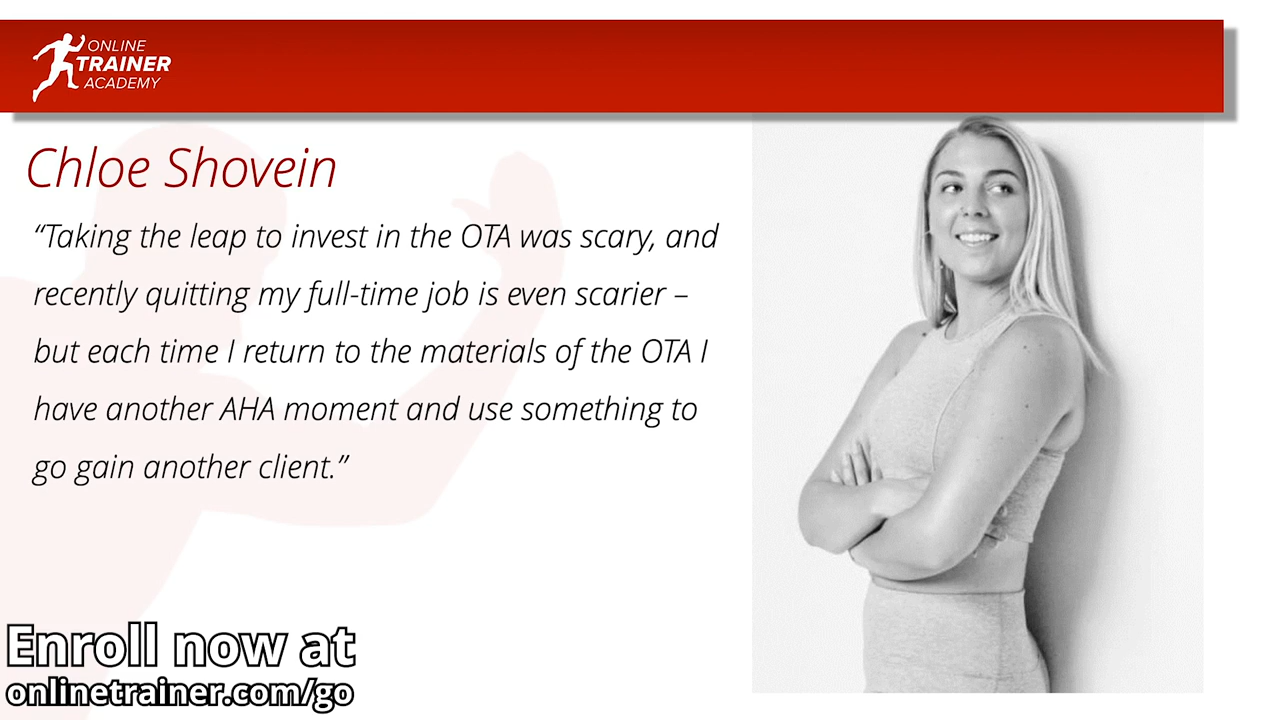 ONLINE
TRAINER
ACADEMY
Chloe Shovein
“Taking the leap to invest in the OTA was scary, and
recently quitting my full-time job is even scarier –
but each time I return to the materials of the OTA I
have another AHA moment and use something to
go gain another client.”
Enroll now at
onlinetrainer.com/go